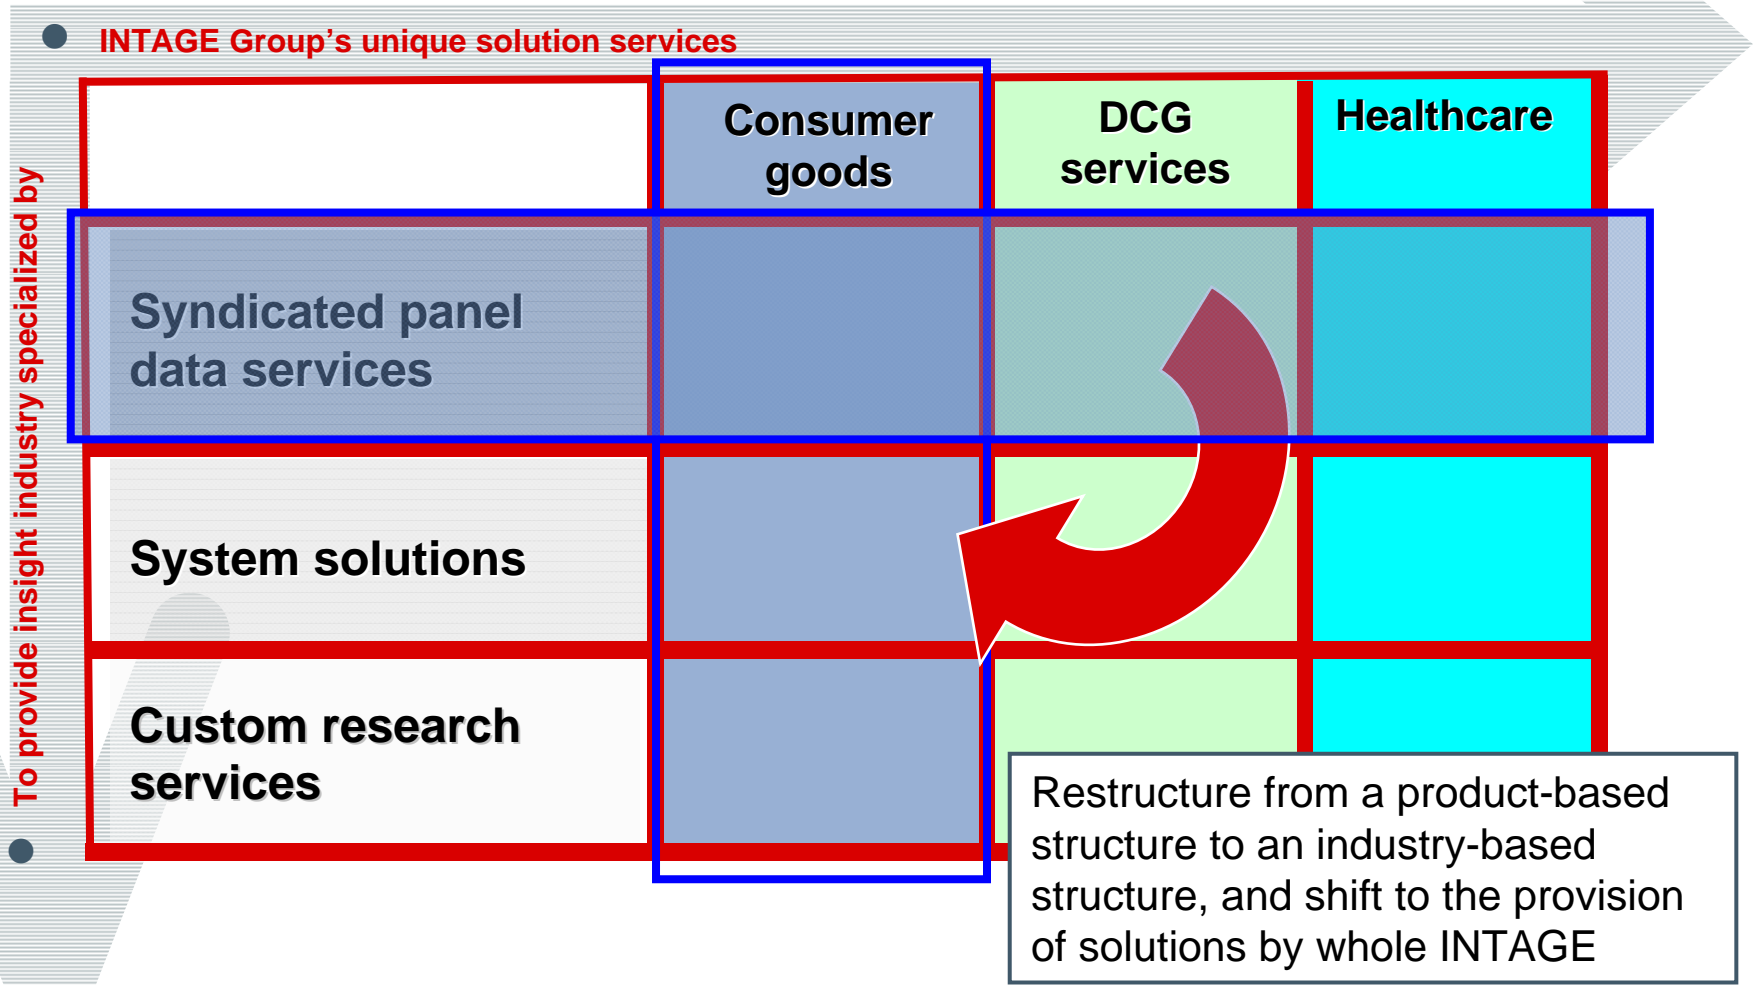 INTAGE Group’s unique solution services
To provide insight industry specialized by
Consumer
goods
DCG
services
Healthcare
Syndicated panel
data services
System solutions
Custom research
services
Restructure from a product-based
structure to an industry-based
structure, and shift to the provision
of solutions by whole INTAGE